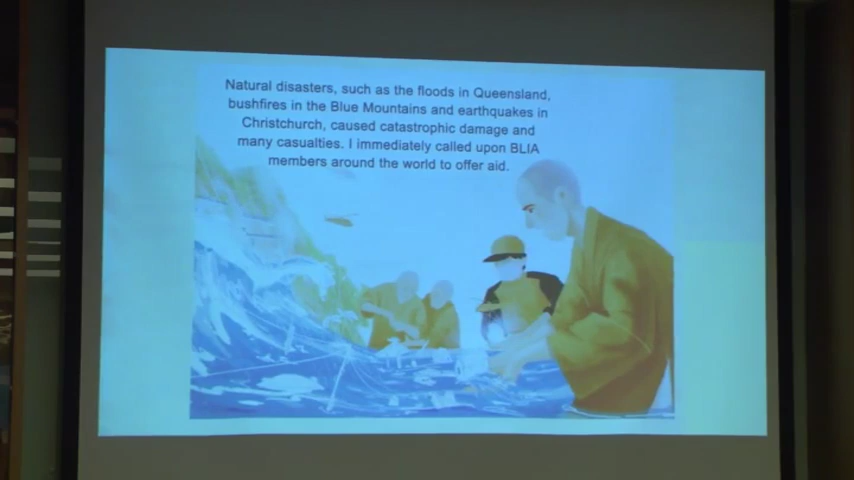 Natural disasters, such as the floods in Queensland,
bushfires in the Blue Mountains and earthquakes in
Christchurch, caused catastrophic damage and
many casualties. I immediately called upon BLIA
members around the world to offer aid.